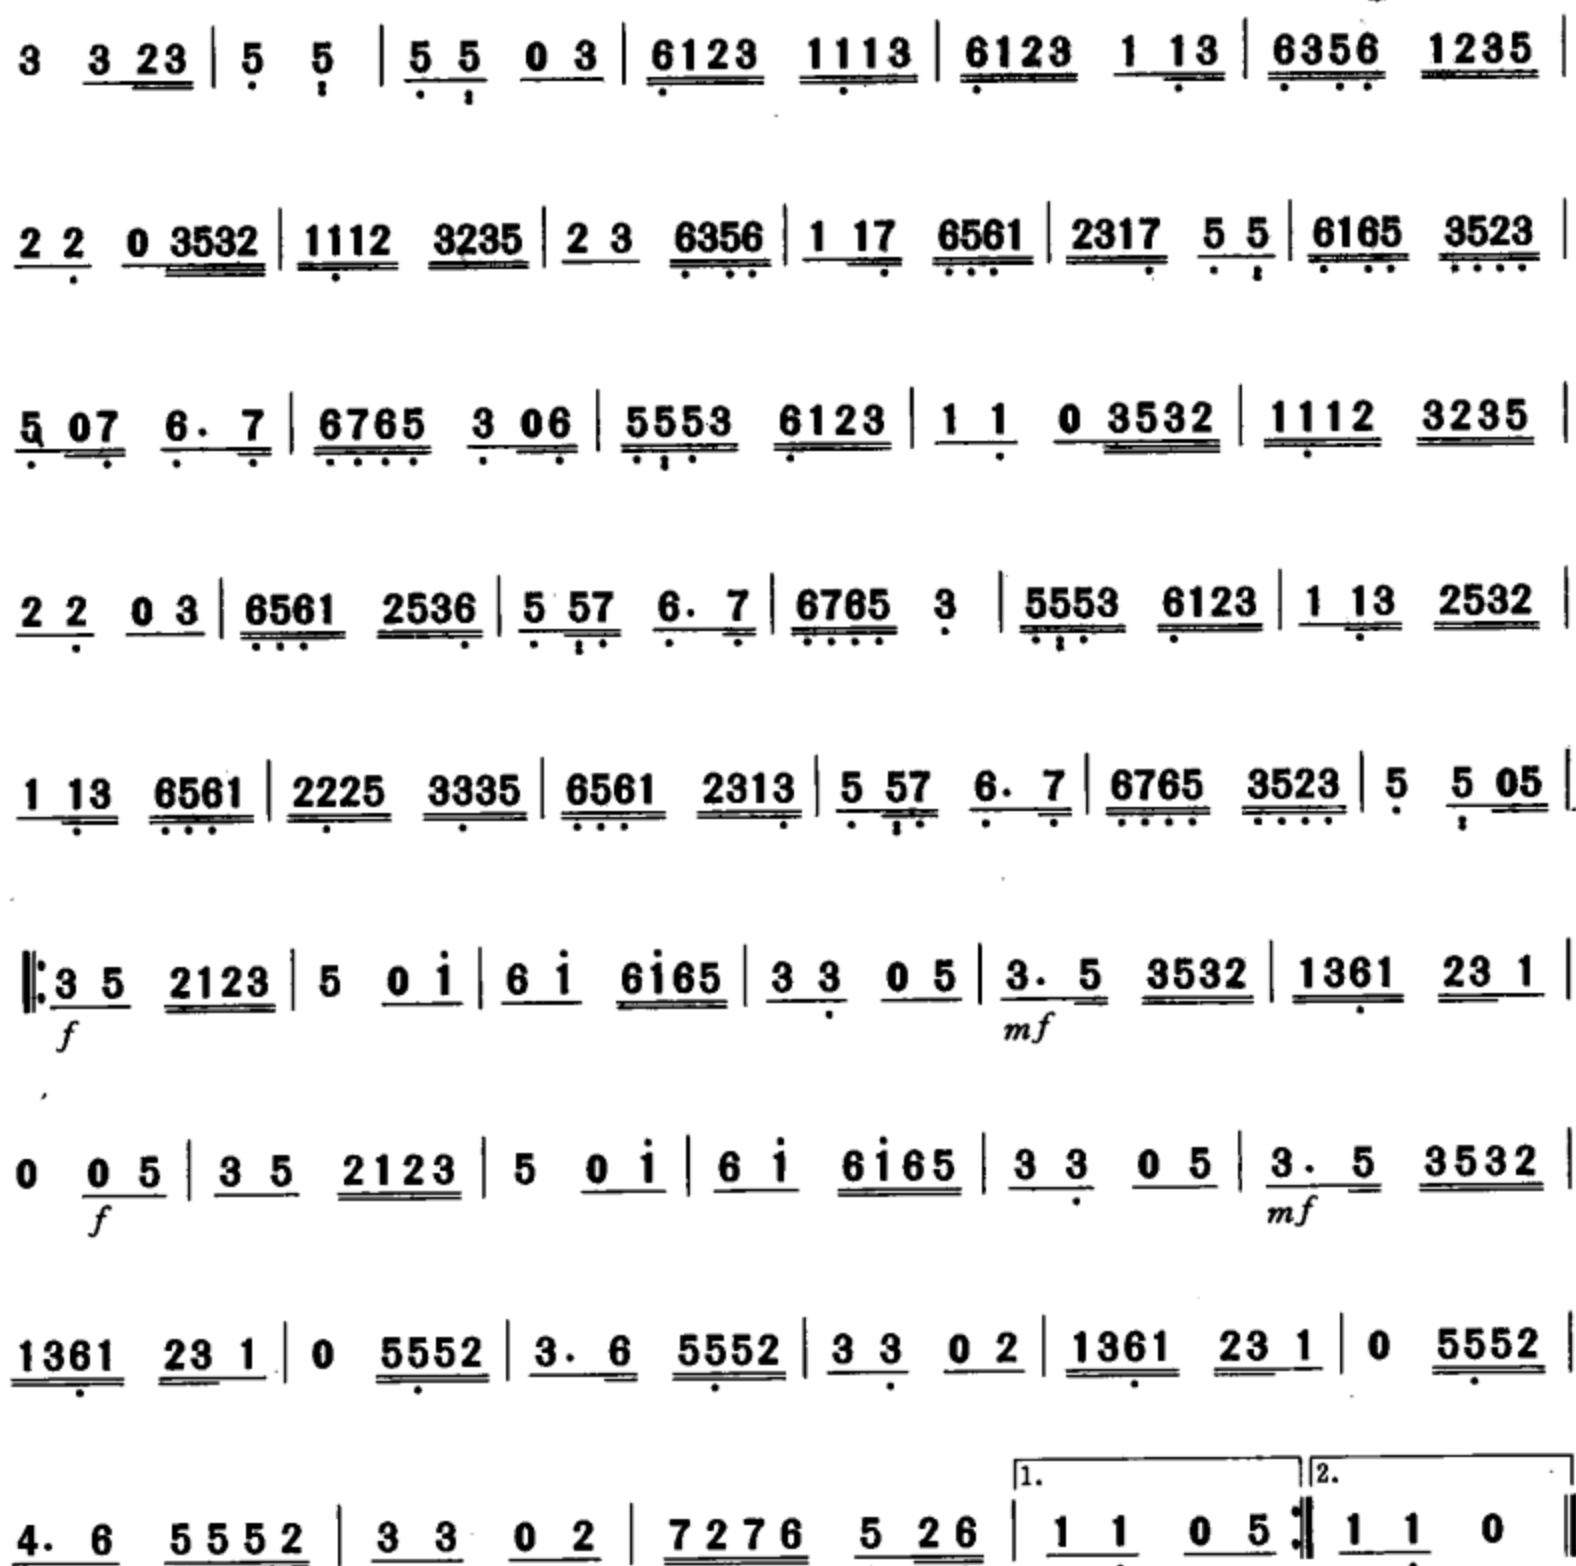 3 3 23 | 5 5 | 5 5 0 3 | 6123 1113 | 6123 1 13 | 6356 1235 |
2 2 0 3532 | 1112 3235 | 2 3 6356 | 1 17 6561 | 2317 5 5 | 6165 3523 |
5 07 6. 7 | 6765 3 06 | 5553 6123 | 1 1 0 3532 | 1112 3235 |
2 2 0 3 | 6561 2536 | 5 57 6. 7 | 6765 3 | 5553 6123 | 1 13 2532 |
1 13 6561 | 2225 3335 | 6561 2313 | 5 57 6. 7 | 6765 3523 | 5 5 05 |
‖: 3 5 2123 | 5 0 i | 6 i 6i65 | 3 3 0 5 | 3. 5 3532 | 1361 23 1 |
f mf
0 0 5 | 3 5 2123 | 5 0 i | 6 i 6i65 | 3 3 0 5 | 3. 5 3532 |
f mf
1361 23 1 | 0 5552 | 3. 6 5552 | 3 3 0 2 | 1361 23 1 | 0 5552 |
1. 2.
4. 6 5552 | 3 3 0 2 | 7276 5 26 | 1 1 0 5 :‖ 1 1 0 ‖